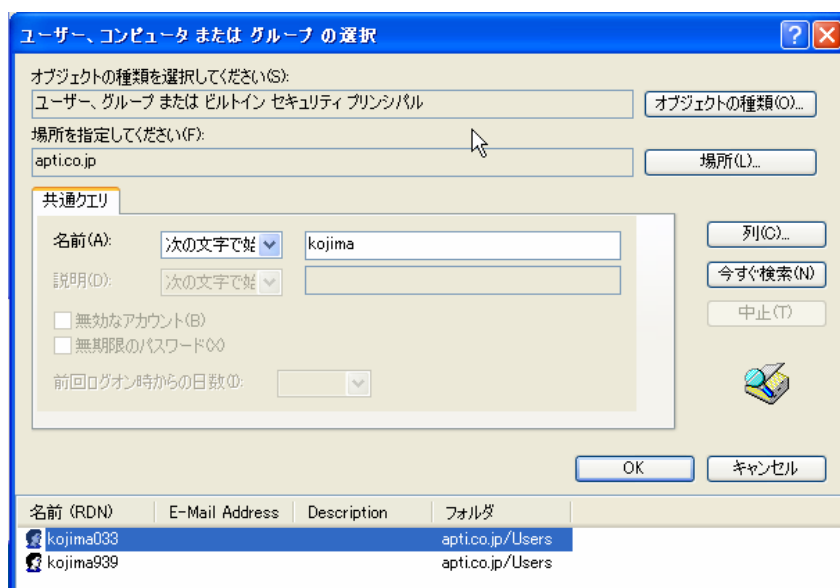 ユーザー、コンピュータ または グループ の選択
オブジェクトの種類を選択してください(S):
ユーザー、グループ または ビルトイン セキュリティ プリンシパル
オブジェクトの種類(O)...
場所を指定してください(F):
apti.co.jp
場所(L)...
共通クエリ
名前(A):
次の文字で始
kojima
列(C)...
説明(D):
次の文字で始
今すぐ検索(N)
無効なアカウント(B)
中止(T)
無期限のパスワード(X)
前回ログオン時からの日数(I):
OK
キャンセル
名前 (RDN) E-Mail Address Description フォルダ
kojima033 apti.co.jp/Users
kojima939 apti.co.jp/Users